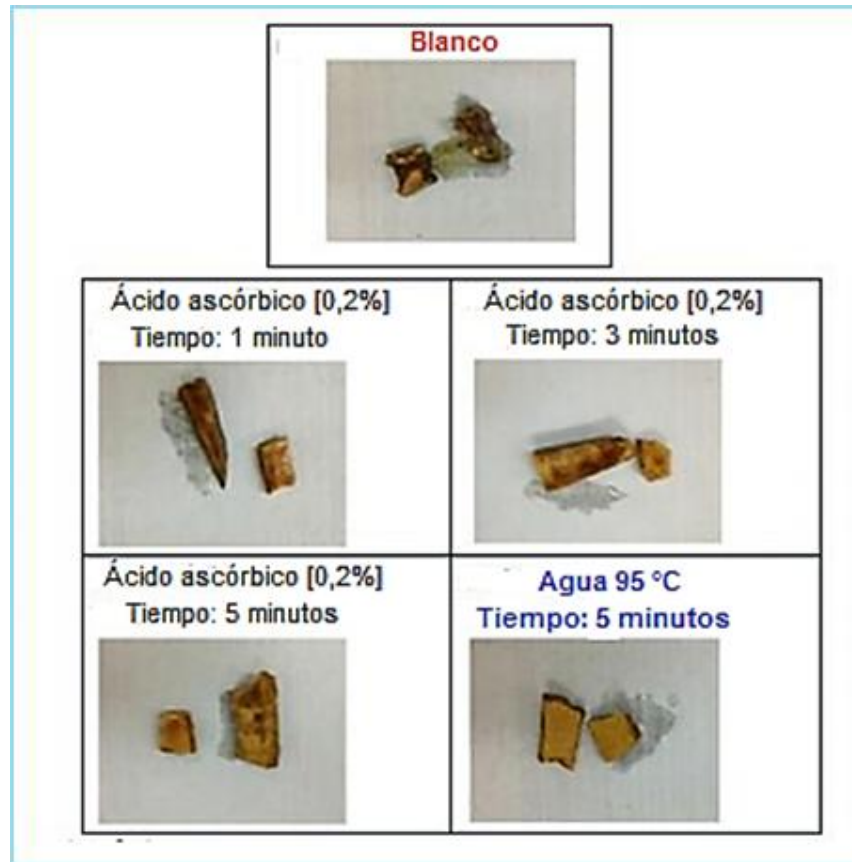 Blanco
Ácido ascórbico [0,2%]
Tiempo: 1 minuto
Ácido ascórbico [0,2%]
Tiempo: 3 minutos
Ácido ascórbico [0,2%]
Tiempo: 5 minutos
Agua 95 ºC
Tiempo: 5 minutos